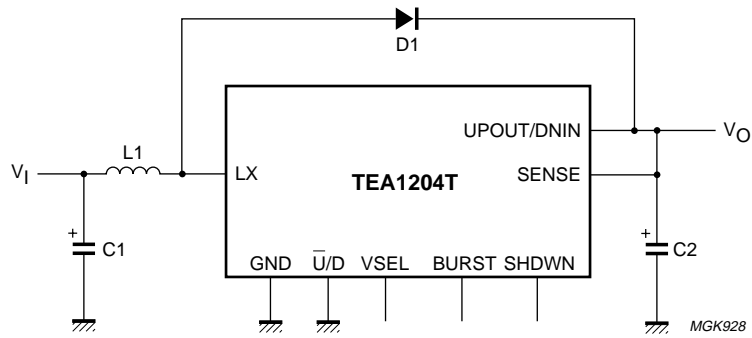 D1
UPOUT/DNIN
V_O
L1
V_I
LX
TEA1204T
SENSE
+
C1
+
C2
GND
U̅/D
VSEL
BURST
SHDWN
MGK928